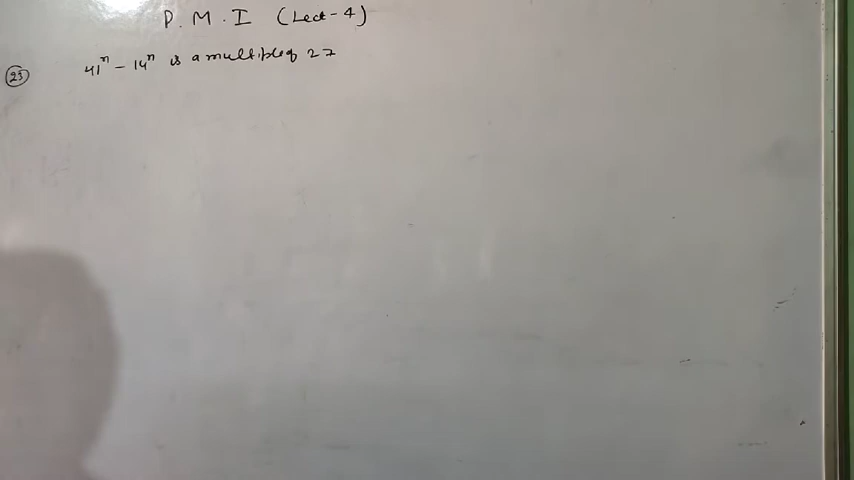 P. M. I (Lect-4)
(23) 41ⁿ - 14ⁿ is a multiple of 27